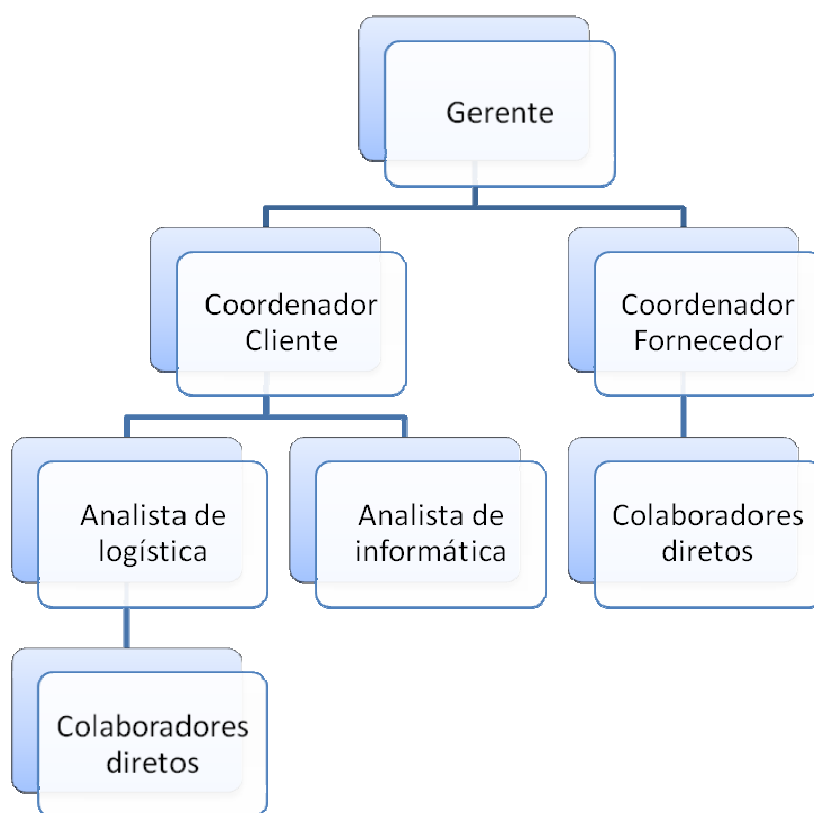 Gerente
Coordenador
Cliente
Coordenador
Fornecedor
Analista de
logística
Analista de
informática
Colaboradores
diretos
Colaboradores
diretos